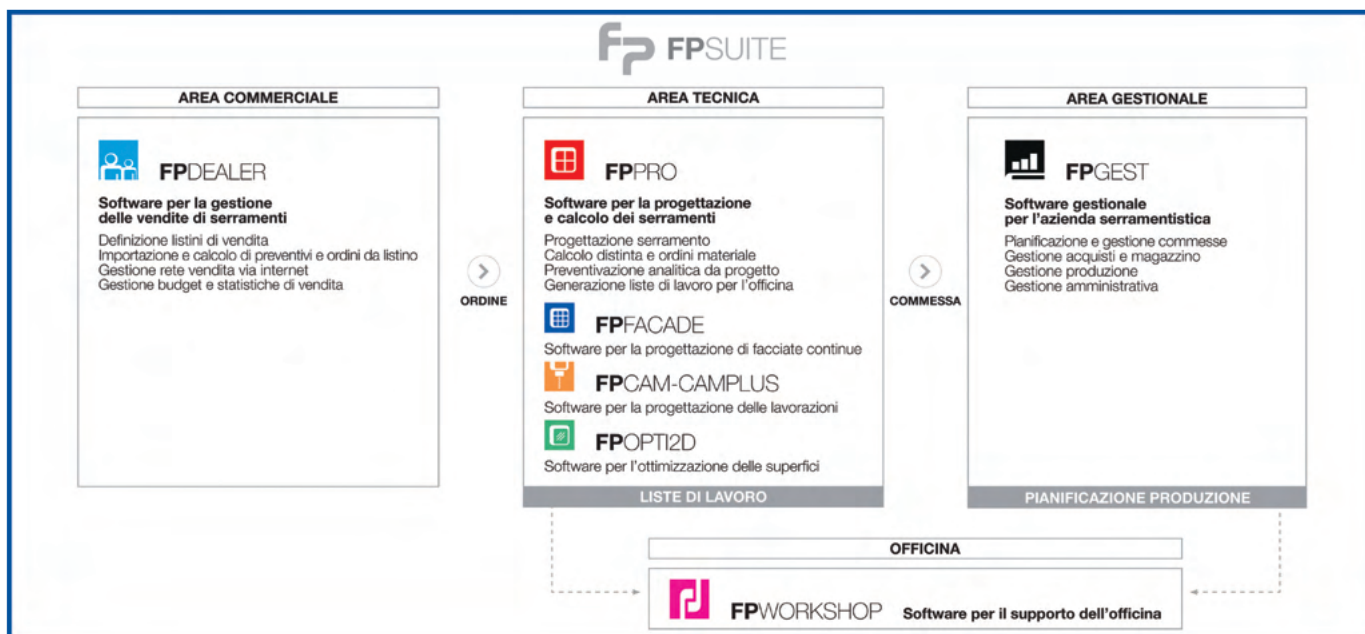 fp FPSUITE
AREA COMMERCIALE
FPDEALER
Software per la gestione
delle vendite di serramenti
Definizione listini di vendita
Importazione e calcolo di preventivi e ordini da listino
Gestione rete vendita via internet
Gestione budget e statistiche di vendita
ORDINE
AREA TECNICA
FPPRO
Software per la progettazione
e calcolo dei serramenti
Progettazione serramento
Calcolo distinta e ordini materiale
Preventivazione analitica da progetto
Generazione liste di lavoro per l'officina
FPFACADE
Software per la progettazione di facciate continue
FPCAM-CAMPLUS
Software per la progettazione delle lavorazioni
FPOPTI2D
Software per l'ottimizzazione delle superfici
LISTE DI LAVORO
COMMESSA
AREA GESTIONALE
FPGEST
Software gestionale
per l'azienda serramentistica
Pianificazione e gestione commesse
Gestione acquisti e magazzino
Gestione produzione
Gestione amministrativa
PIANIFICAZIONE PRODUZIONE
OFFICINA
FPWORKSHOP Software per il supporto dell'officina